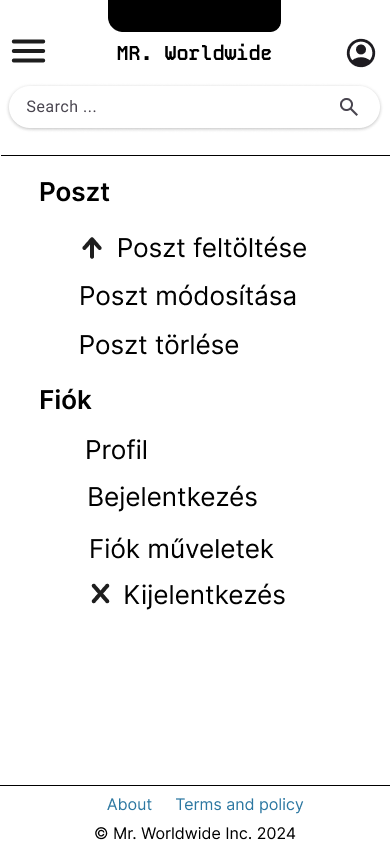 MR. Worldwide
Search ...
Poszt
Poszt feltöltése
Poszt módosítása
Poszt törlése
Fiók
Profil
Bejelentkezés
Fiók műveletek
Kijelentkezés
About Terms and policy
© Mr. Worldwide Inc. 2024